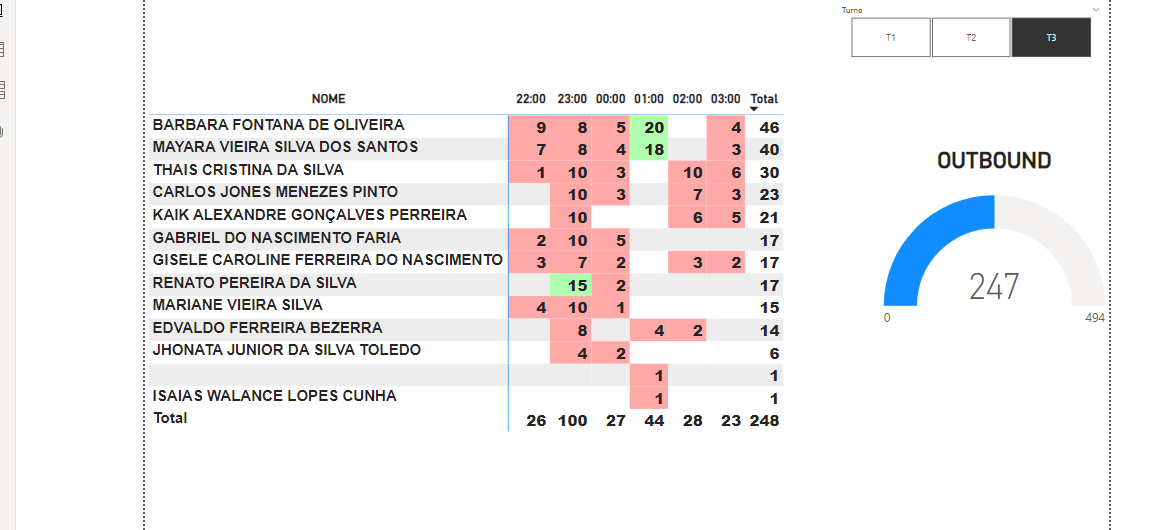 Turno
T1 T2 T3
NOME 22:00 23:00 00:00 01:00 02:00 03:00 Total
BARBARA FONTANA DE OLIVEIRA 9 8 5 20 4 46
MAYARA VIEIRA SILVA DOS SANTOS 7 8 4 18 3 40
THAIS CRISTINA DA SILVA 1 10 3 10 6 30
CARLOS JONES MENEZES PINTO 10 3 7 3 23
KAIK ALEXANDRE GONÇALVES PERREIRA 10 6 5 21
GABRIEL DO NASCIMENTO FARIA 2 10 5 17
GISELE CAROLINE FERREIRA DO NASCIMENTO 3 7 2 3 2 17
RENATO PEREIRA DA SILVA 15 2 17
MARIANE VIEIRA SILVA 4 10 1 15
EDVALDO FERREIRA BEZERRA 8 4 2 14
JHONATA JUNIOR DA SILVA TOLEDO 4 2 6
1 1
ISAIAS WALANCE LOPES CUNHA 1 1
Total 26 100 27 44 28 23 248
OUTBOUND
247
0 494